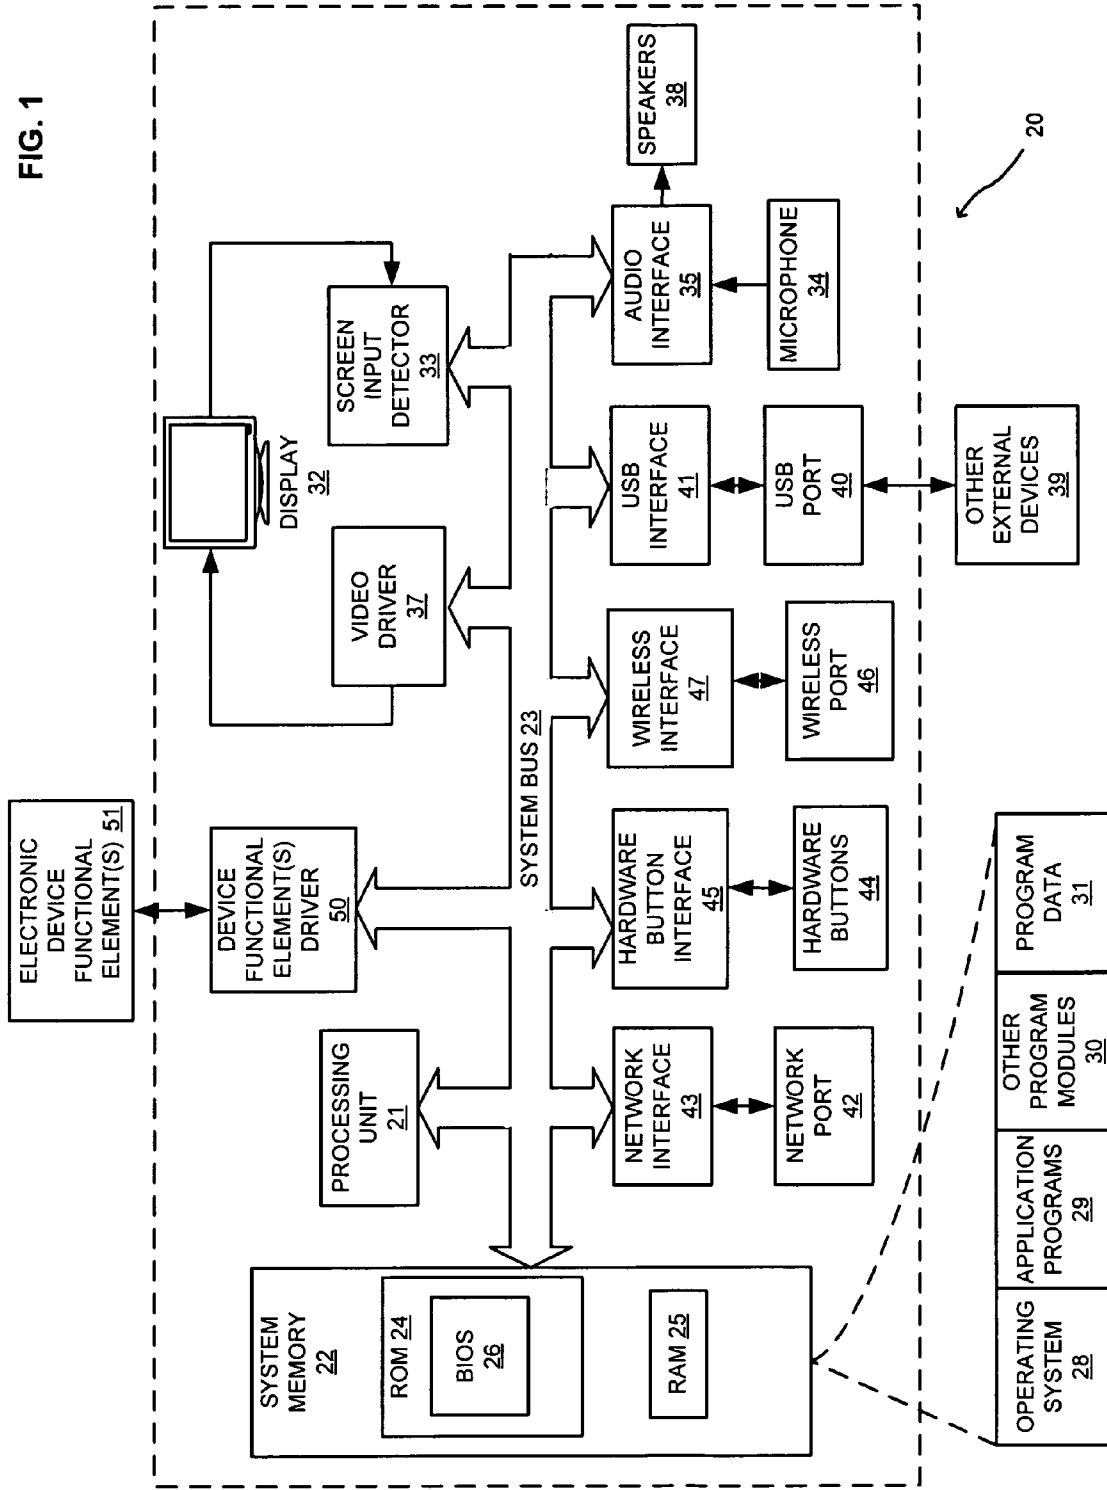 FIG. 1
ELECTRONIC
DEVICE
FUNCTIONAL
ELEMENT(S) 51
DISPLAY
32
DEVICE
FUNCTIONAL
ELEMENT(S)
DRIVER
50
PROCESSING
UNIT
21
VIDEO
DRIVER
37
SCREEN
INPUT
DETECTOR
33
SYSTEM
MEMORY
22
ROM 24
BIOS
26
RAM 25
SYSTEM BUS 23
NETWORK
INTERFACE
43
HARDWARE
BUTTON
INTERFACE
45
WIRELESS
INTERFACE
47
USB
INTERFACE
41
AUDIO
INTERFACE
35
SPEAKERS
38
NETWORK
PORT
42
HARDWARE
BUTTONS
44
WIRELESS
PORT
46
USB
PORT
40
MICROPHONE
34
OTHER
EXTERNAL
DEVICES
39
20
OPERATING
SYSTEM
28
APPLICATION
PROGRAMS
29
OTHER
PROGRAM
MODULES
30
PROGRAM
DATA
31